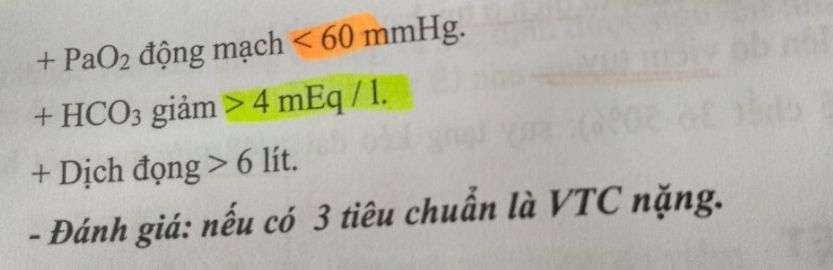 + PaO₂ động mạch < 60 mmHg.
+ HCO₃ giảm > 4 mEq / l.
+ Dịch đọng > 6 lít.
- Đánh giá: nếu có 3 tiêu chuẩn là VTC nặng.